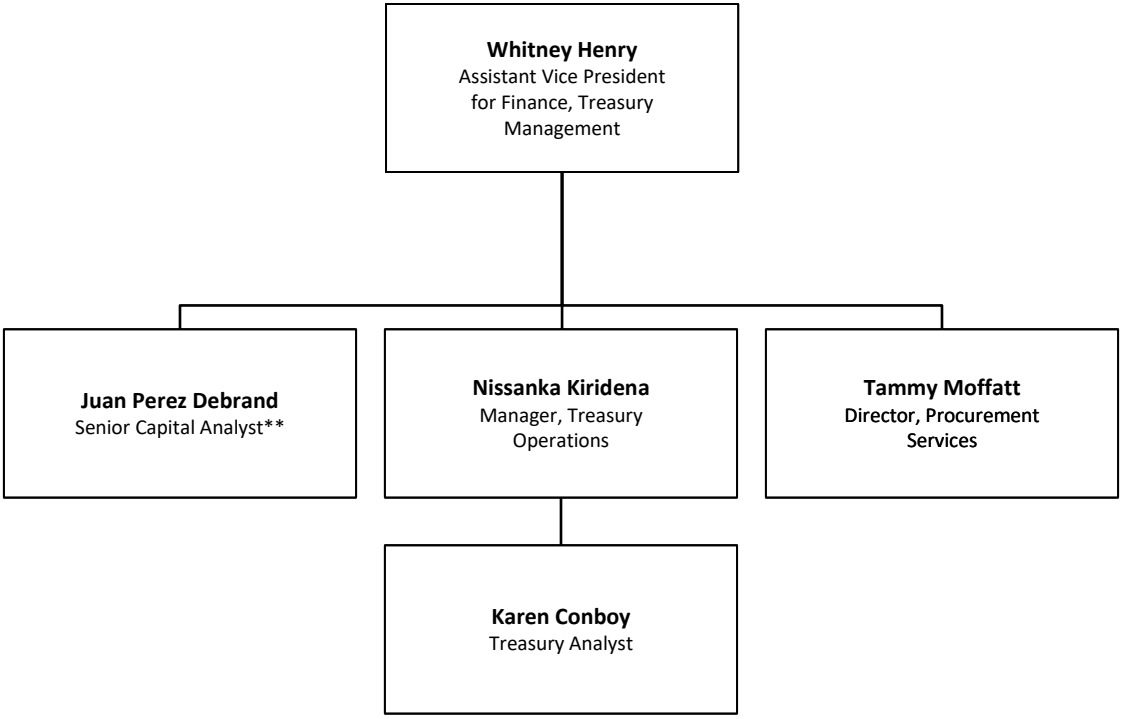 Whitney Henry
Assistant Vice President
for Finance, Treasury
Management
Juan Perez Debrand
Senior Capital Analyst**
Nissanka Kiridena
Manager, Treasury
Operations
Tammy Moffatt
Director, Procurement
Services
Karen Conboy
Treasury Analyst